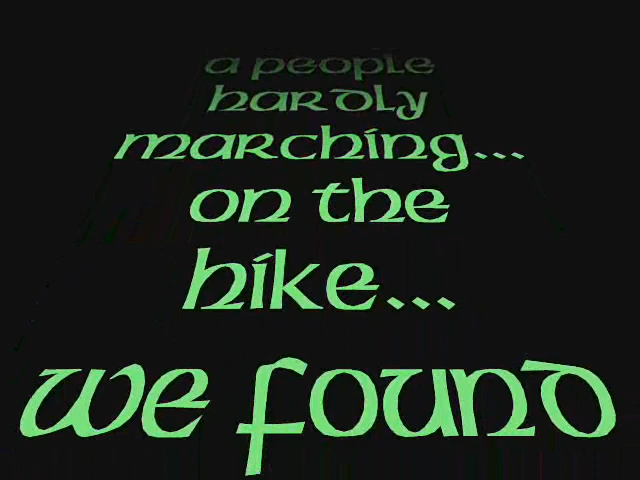 a people
hardly
marching...
on the
hike...
we found